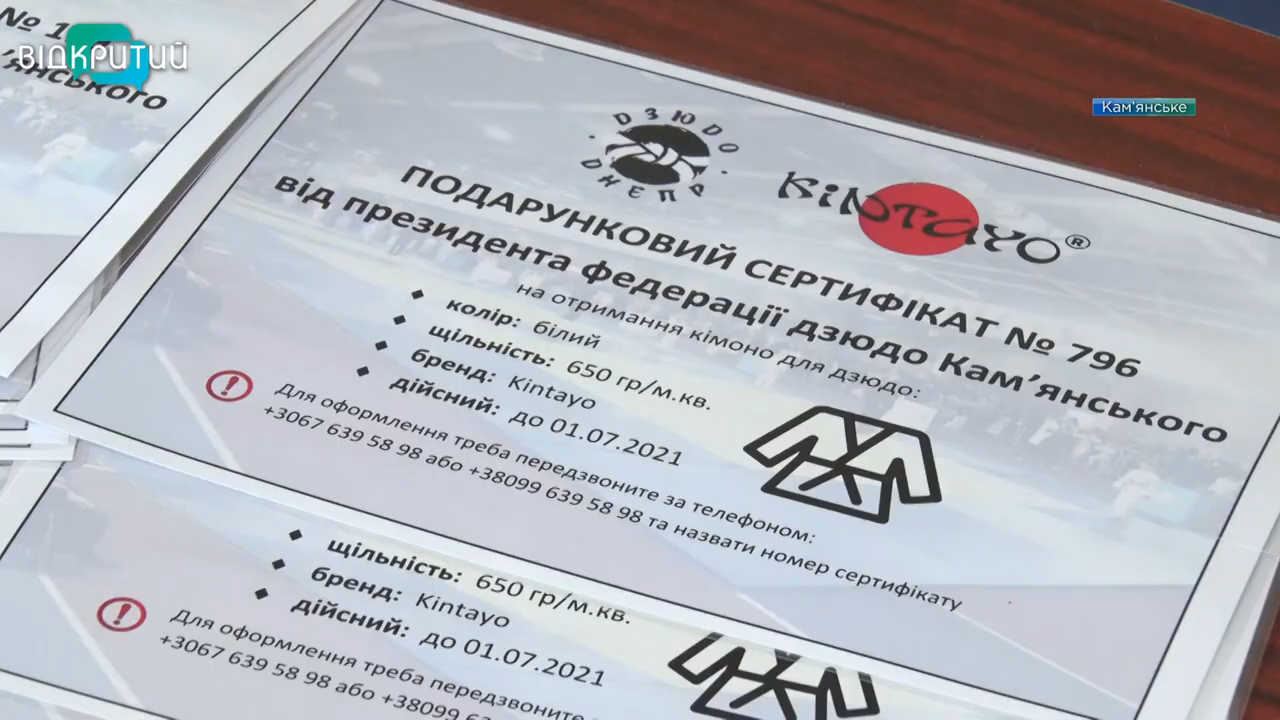 ВІДКРИТИЙ
Кам'янське
№ 1
'янського
ДЗЮДО
ДНЕПР
KiNTAYO®
ПОДАРУНКОВИЙ СЕРТИФІКАТ № 796
від президента федерації дзюдо Кам'янського
на отримання кімоно для дзюдо:
колір: білий
щільність: 650 гр/м.кв.
бренд: Kintayo
дійсний: до 01.07.2021
Для оформлення треба передзвоните за телефоном:
+3067 639 58 98 або +38099 639 58 98 та назвати номер сертифікату
щільність: 650 гр/м.кв.
бренд: Kintayo
дійсний: до 01.07.2021
Для оформлення треба передзвоните
+3067 639 58 98 або +38099